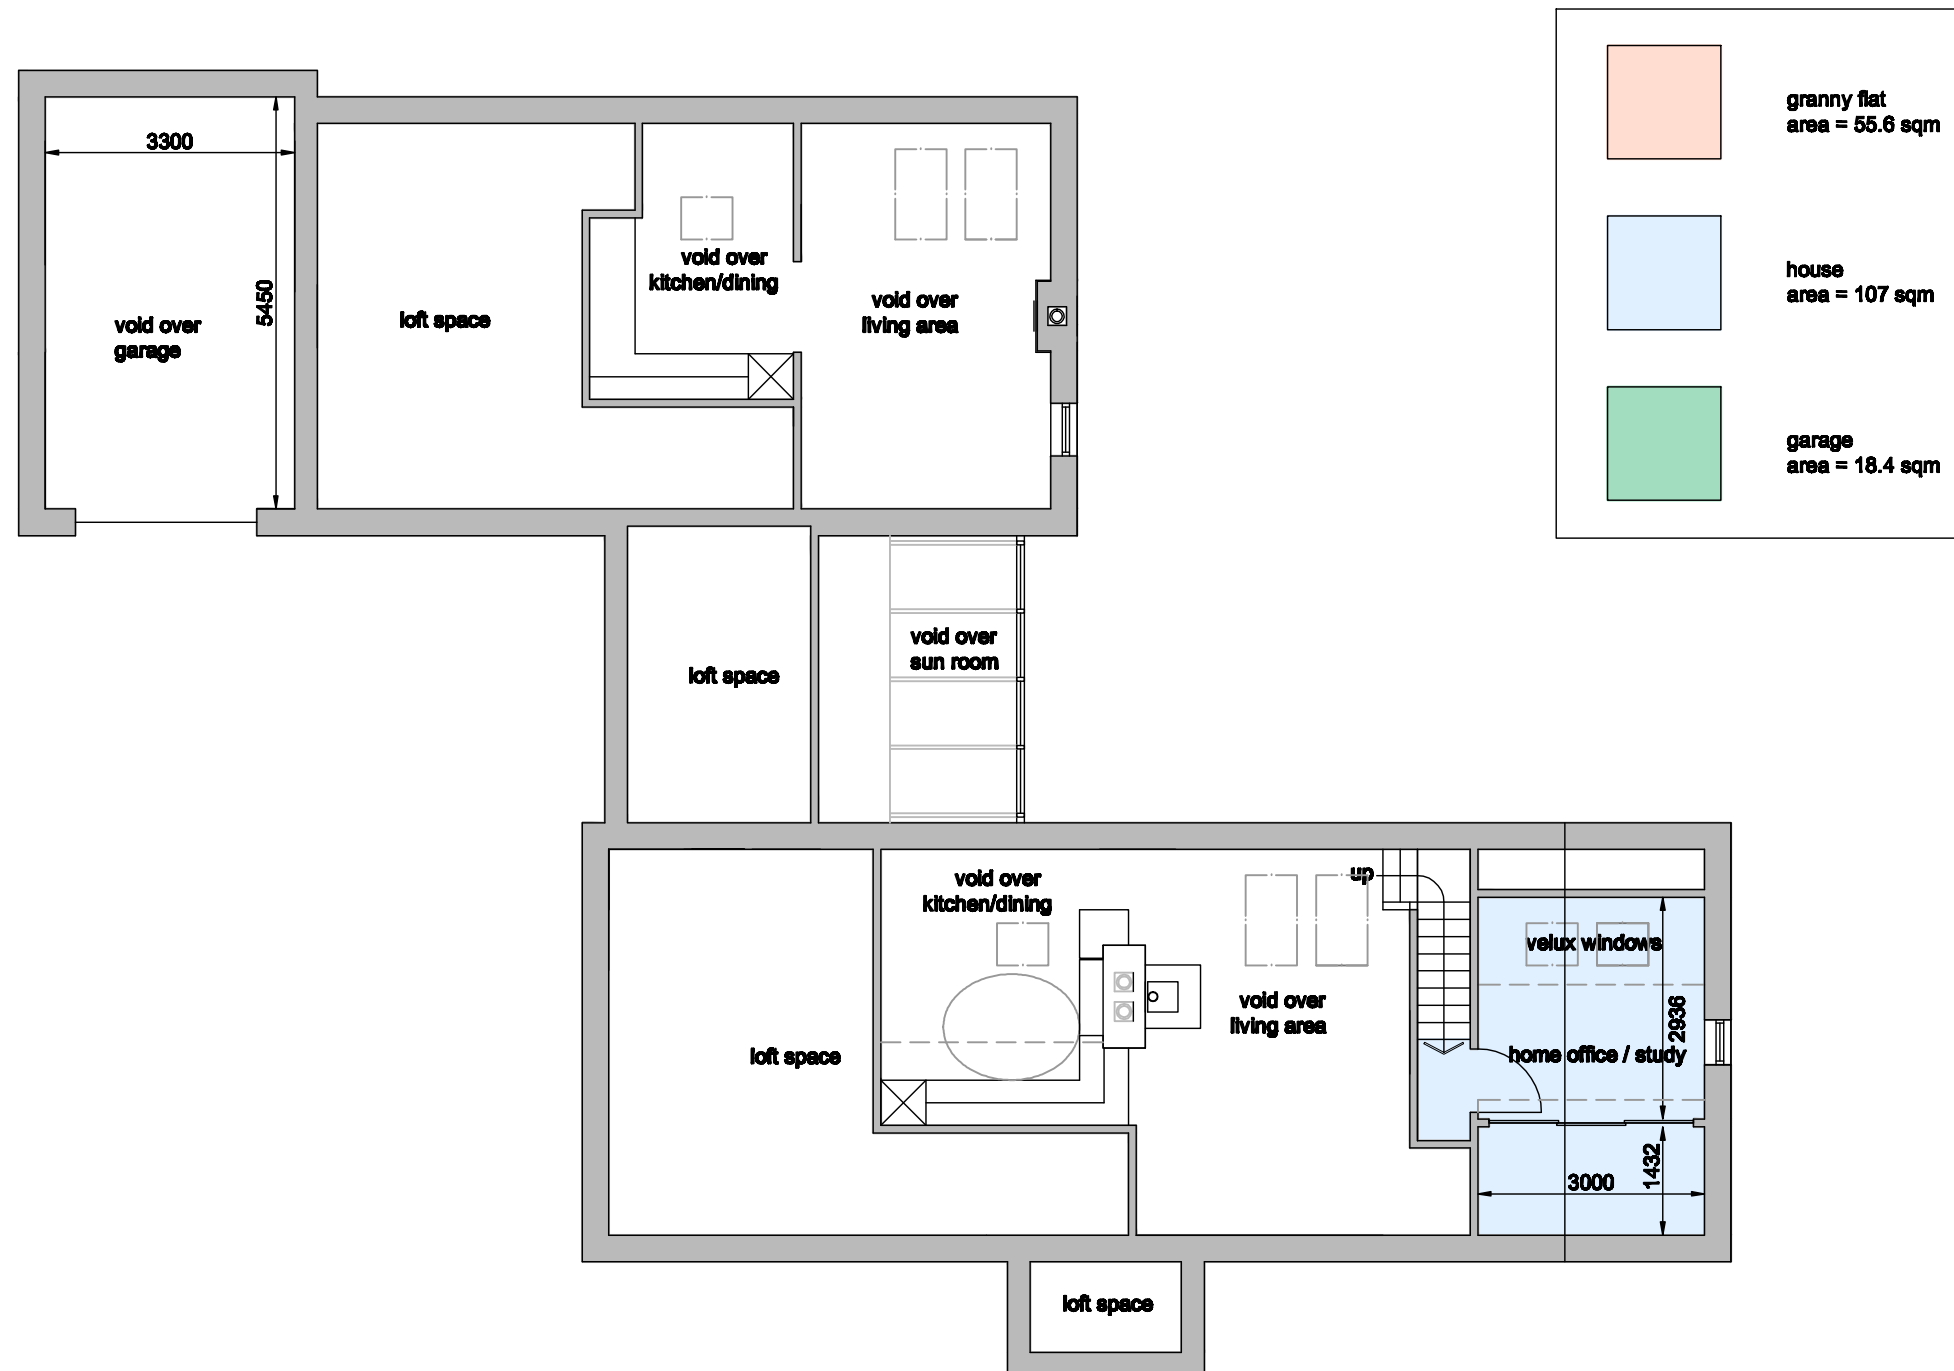 granny flat
area = 55.6 sqm
house
area = 107 sqm
garage
area = 18.4 sqm
3300
5450
void over
garage
loft space
void over
kitchen/dining
void over
living area
loft space
void over
sun room
void over
kitchen/dining
up
velux windows
void over
living area
2936
home office / study
loft space
1432
3000
loft space